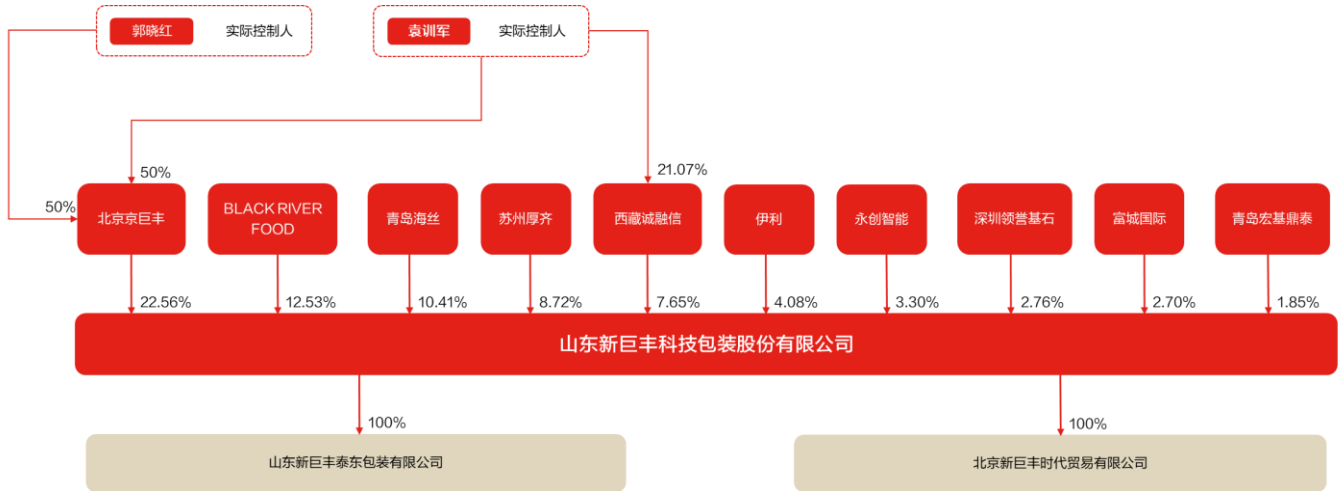 郭晓红 实际控制人 袁训军 实际控制人
50% 21.07%
50%
北京京巨丰 BLACK RIVER FOOD 青岛海丝 苏州厚齐 西藏诚融信 伊利 永创智能 深圳领誉基石 富城国际 青岛宏基鼎泰
22.56% 12.53% 10.41% 8.72% 7.65% 4.08% 3.30% 2.76% 2.70% 1.85%
山东新巨丰科技包装股份有限公司
100% 100%
山东新巨丰泰东包装有限公司 北京新巨丰时代贸易有限公司